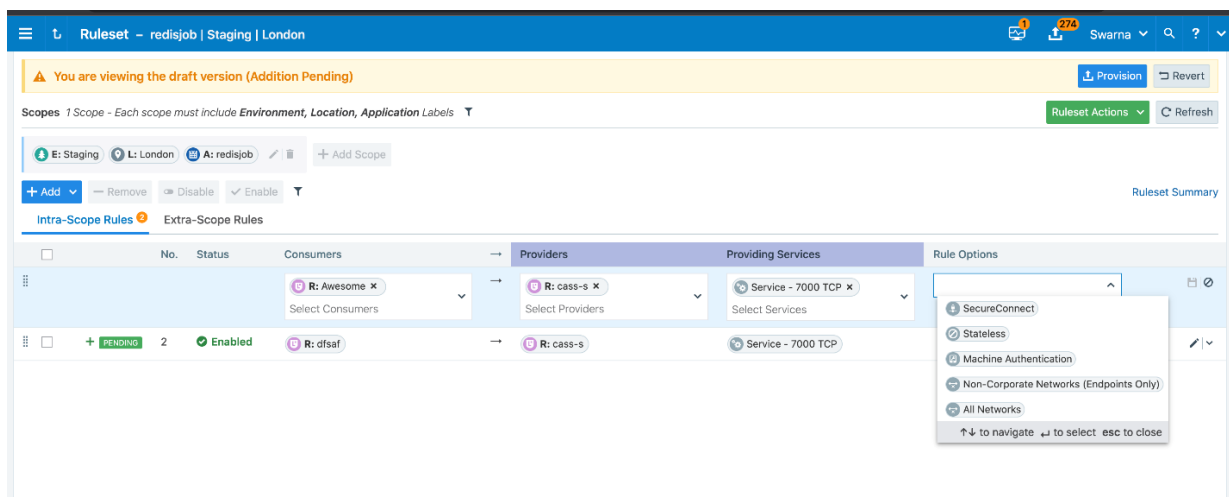 Ruleset – redisjob | Staging | London
1
274
Swarna
?
You are viewing the draft version (Addition Pending)
Provision
Revert
Scopes 1 Scope - Each scope must include Environment, Location, Application Labels
Ruleset Actions
Refresh
E: Staging L: London A: redisjob
+ Add Scope
+ Add
Remove
Disable
Enable
Ruleset Summary
Intra-Scope Rules 2
Extra-Scope Rules
No. Status Consumers → Providers Providing Services Rule Options
R: Awesome × → R: cass-s × Service - 7000 TCP ×
Select Consumers Select Providers Select Services
SecureConnect
Stateless
+ PENDING 2 Enabled R: dfsaf → R: cass-s Service - 7000 TCP
Machine Authentication
Non-Corporate Networks (Endpoints Only)
All Networks
↑↓ to navigate ↵ to select esc to close